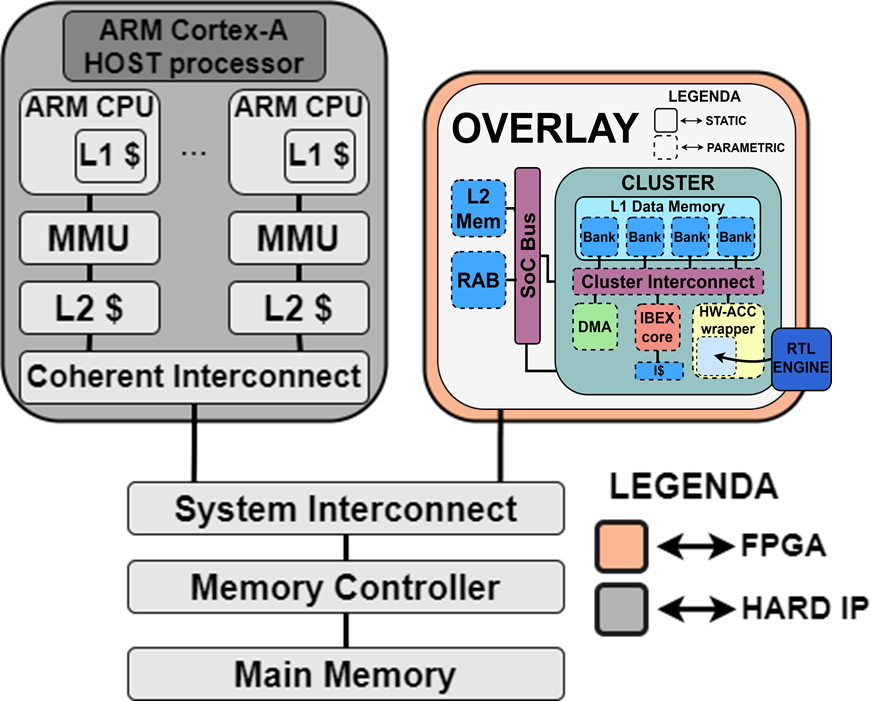 ARM Cortex-A
HOST processor
ARM CPU
L1 $
...
ARM CPU
L1 $
MMU
MMU
L2 $
L2 $
Coherent Interconnect
OVERLAY
LEGENDA
STATIC
PARAMETRIC
L2
Mem
RAB
SoC Bus
CLUSTER
L1 Data Memory
Bank
Bank
Bank
Bank
Cluster Interconnect
DMA
IBEX
core
I$
HW-ACC
wrapper
RTL
ENGINE
System Interconnect
Memory Controller
Main Memory
LEGENDA
FPGA
HARD IP